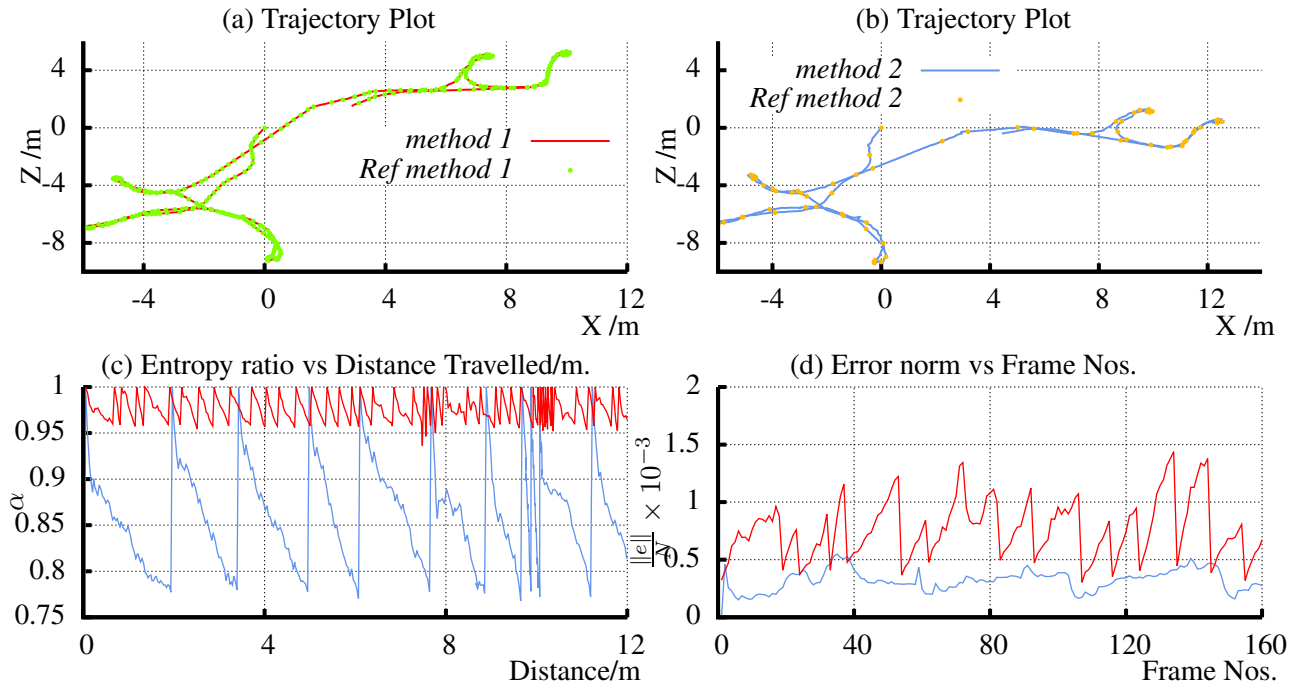 (a) Trajectory Plot
4
0
-4
-8
Z /m
method 1
Ref method 1
-4 0 4 8 12
X /m
(b) Trajectory Plot
4
0
-4
-8
Z /m
method 2
Ref method 2
-4 0 4 8 12
X /m
(c) Entropy ratio vs Distance Travelled/m.
1
0.95
0.9
0.85
0.8
0.75
α
0 4 6 8 12
Distance/m
(d) Error norm vs Frame Nos.
2
1.5
1
0.5
0
||e||/N × 10⁻³
0 40 80 120 160
Frame Nos.